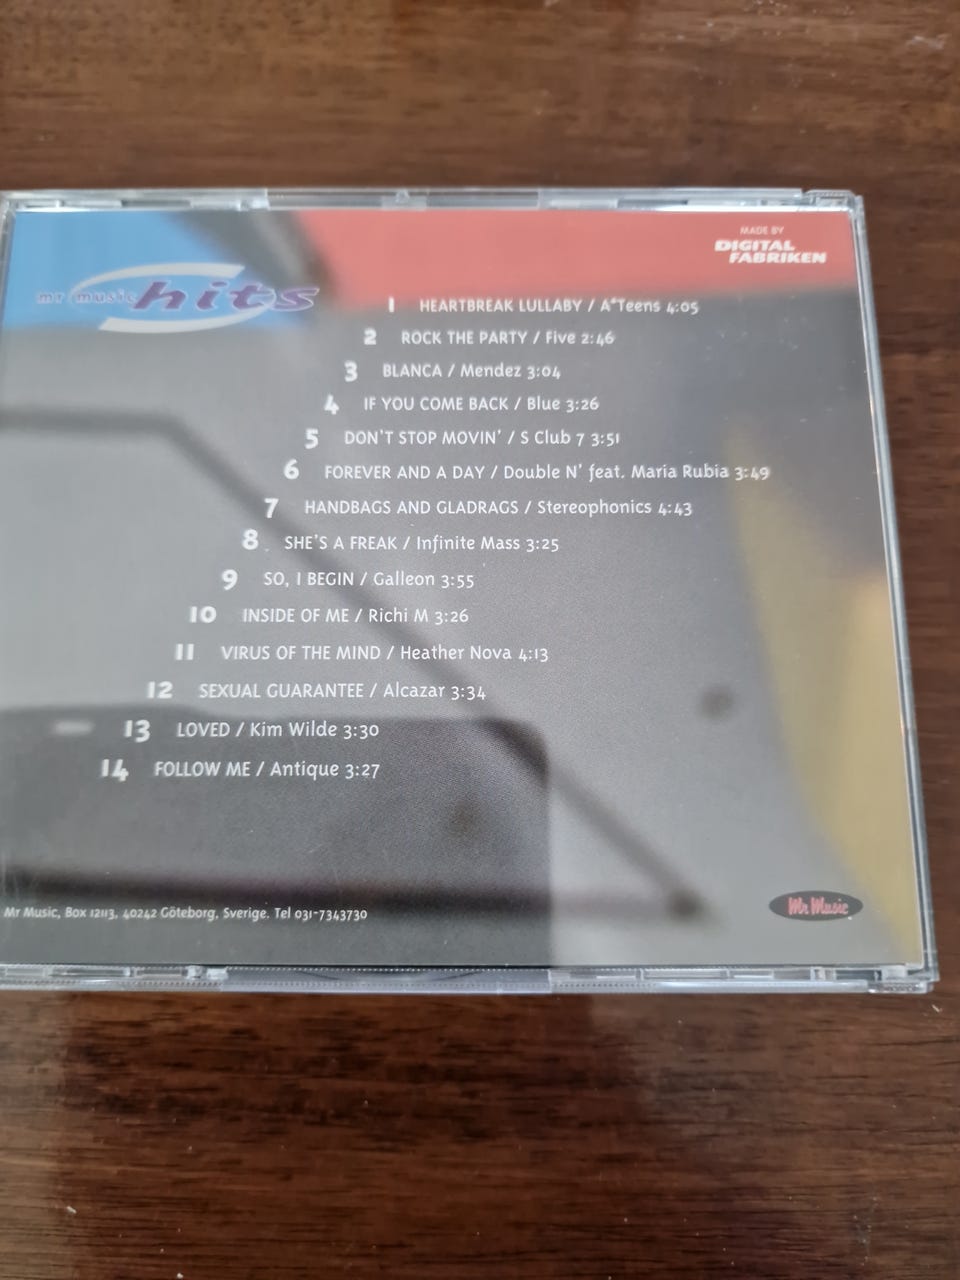 MADE BY
DIGITAL
FABRIKEN
mr music hits
1 HEARTBREAK LULLABY / A*Teens 4:05
2 ROCK THE PARTY / Five 2:46
3 BLANCA / Mendez 3:04
4 IF YOU COME BACK / Blue 3:26
5 DON'T STOP MOVIN' / S Club 7 3:51
6 FOREVER AND A DAY / Double N' feat. Maria Rubia 3:49
7 HANDBAGS AND GLADRAGS / Stereophonics 4:43
8 SHE'S A FREAK / Infinite Mass 3:25
9 SO, I BEGIN / Galleon 3:55
10 INSIDE OF ME / Richi M 3:26
11 VIRUS OF THE MIND / Heather Nova 4:13
12 SEXUAL GUARANTEE / Alcazar 3:34
13 LOVED / Kim Wilde 3:30
14 FOLLOW ME / Antique 3:27
Mr Music, Box 12113, 40242 Göteborg, Sverige. Tel 031-7343730
Mr Music